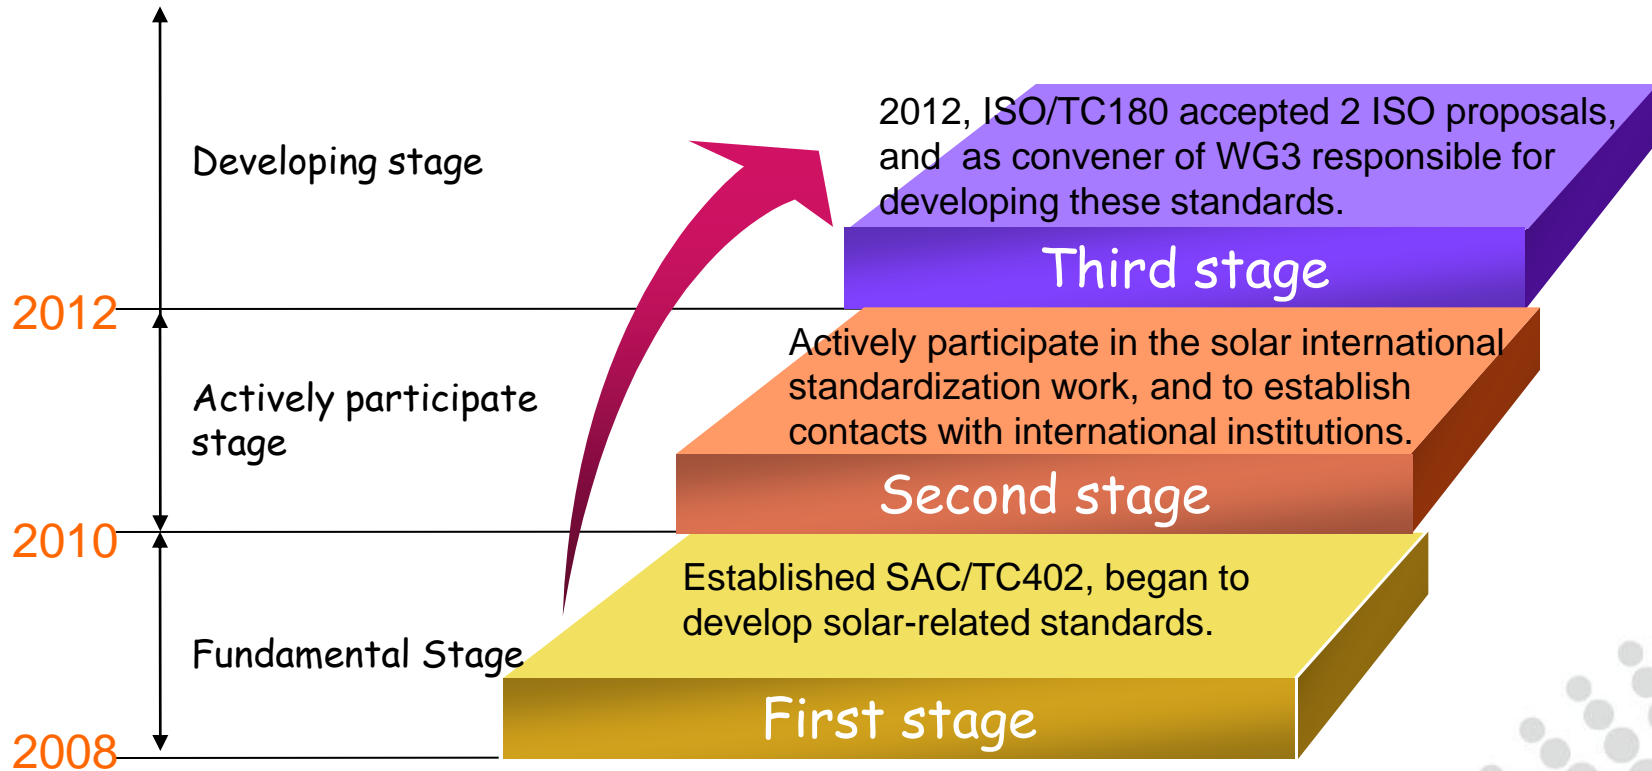 Developing stage
2012, ISO/TC180 accepted 2 ISO proposals,
and  as convener of WG3 responsible for
developing these standards.
Third stage
2012
Actively participate
stage
Actively participate in the solar international
standardization work, and to establish
contacts with international institutions.
Second stage
2010
Fundamental Stage
Established SAC/TC402, began to
develop solar-related standards.
First stage
2008